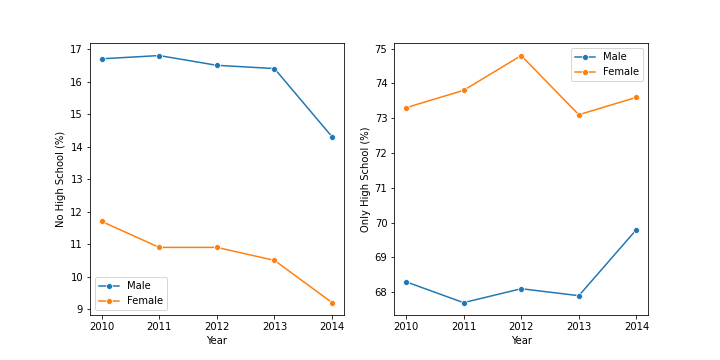 17
16
15
14
13
12
11
10
9
No High School (%)
2010 2011 2012 2013 2014
Year
Male
Female
75
74
73
72
71
70
69
68
Only High School (%)
2010 2011 2012 2013 2014
Year
Male
Female